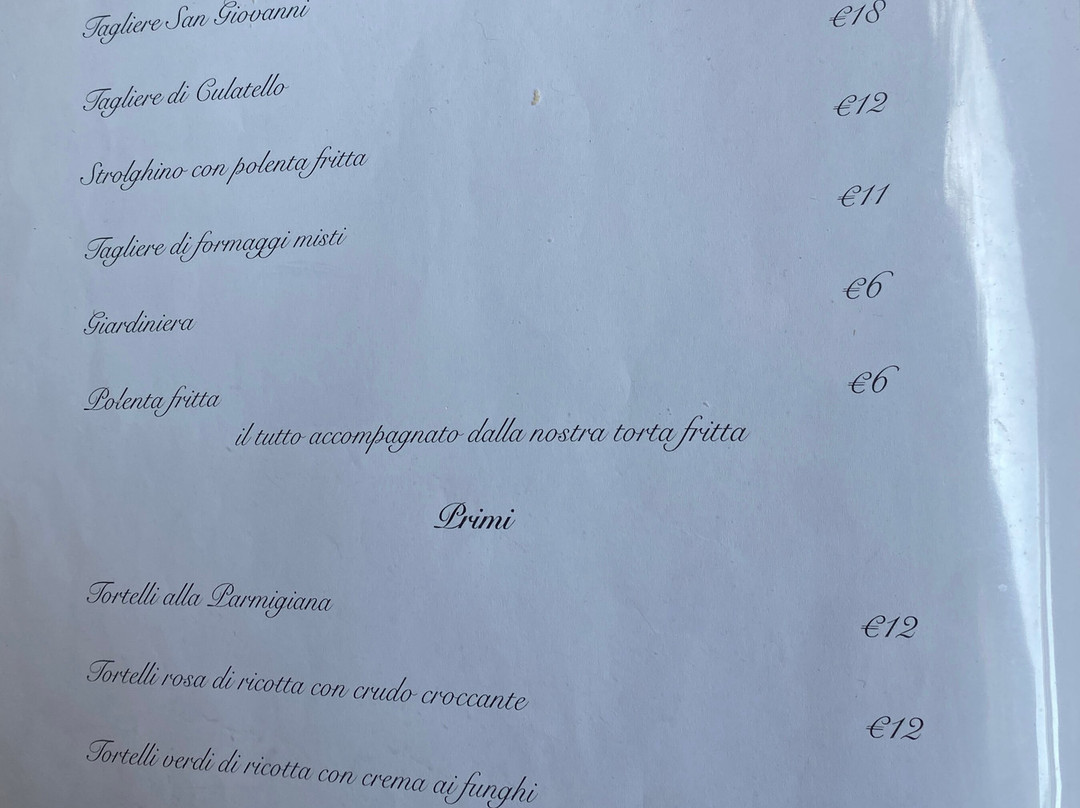 Tagliere San Giovanni €18
Tagliere di Culatello €12
Strolghino con polenta fritta €11
Tagliere di formaggi misti €6
Giardiniera €6
Polenta fritta
il tutto accompagnato dalla nostra torta fritta
Primi
Tortelli alla Parmigiana €12
Tortelli rosa di ricotta con crudo croccante €12
Tortelli verdi di ricotta con crema ai funghi